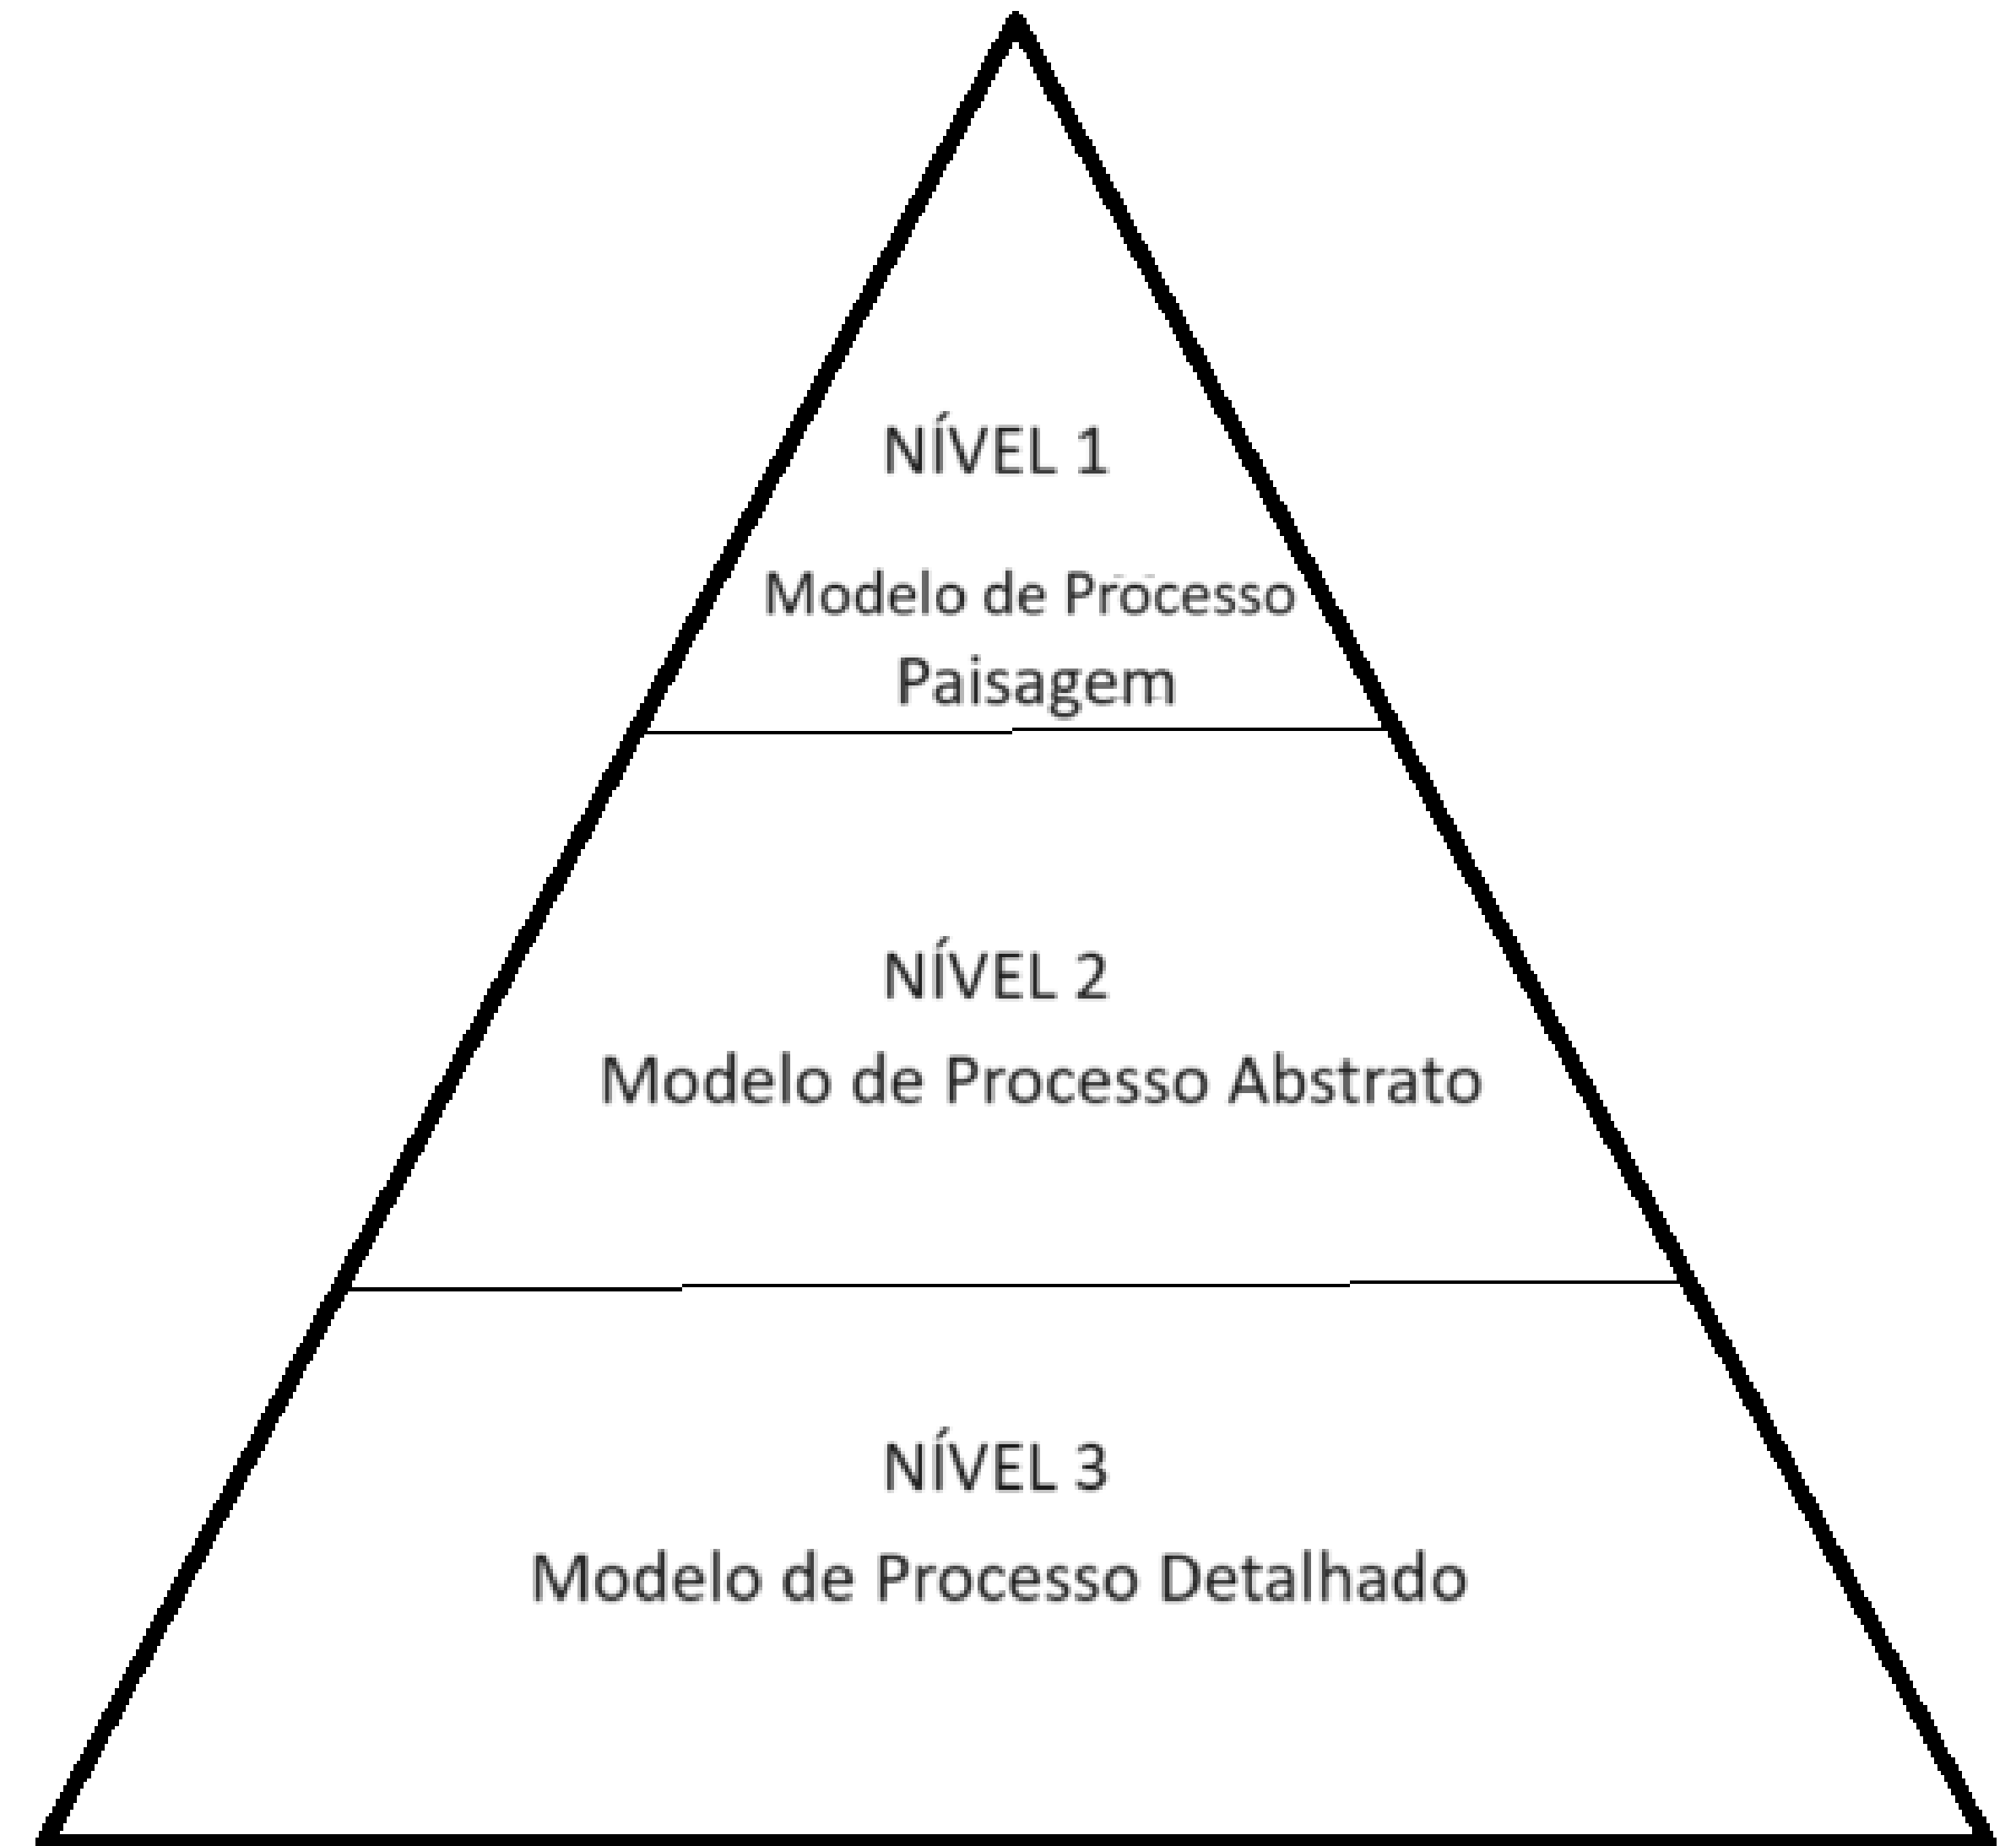 NÍVEL 1
Modelo de Processo
Paisagem
NÍVEL 2
Modelo de Processo Abstrato
NÍVEL 3
Modelo de Processo Detalhado